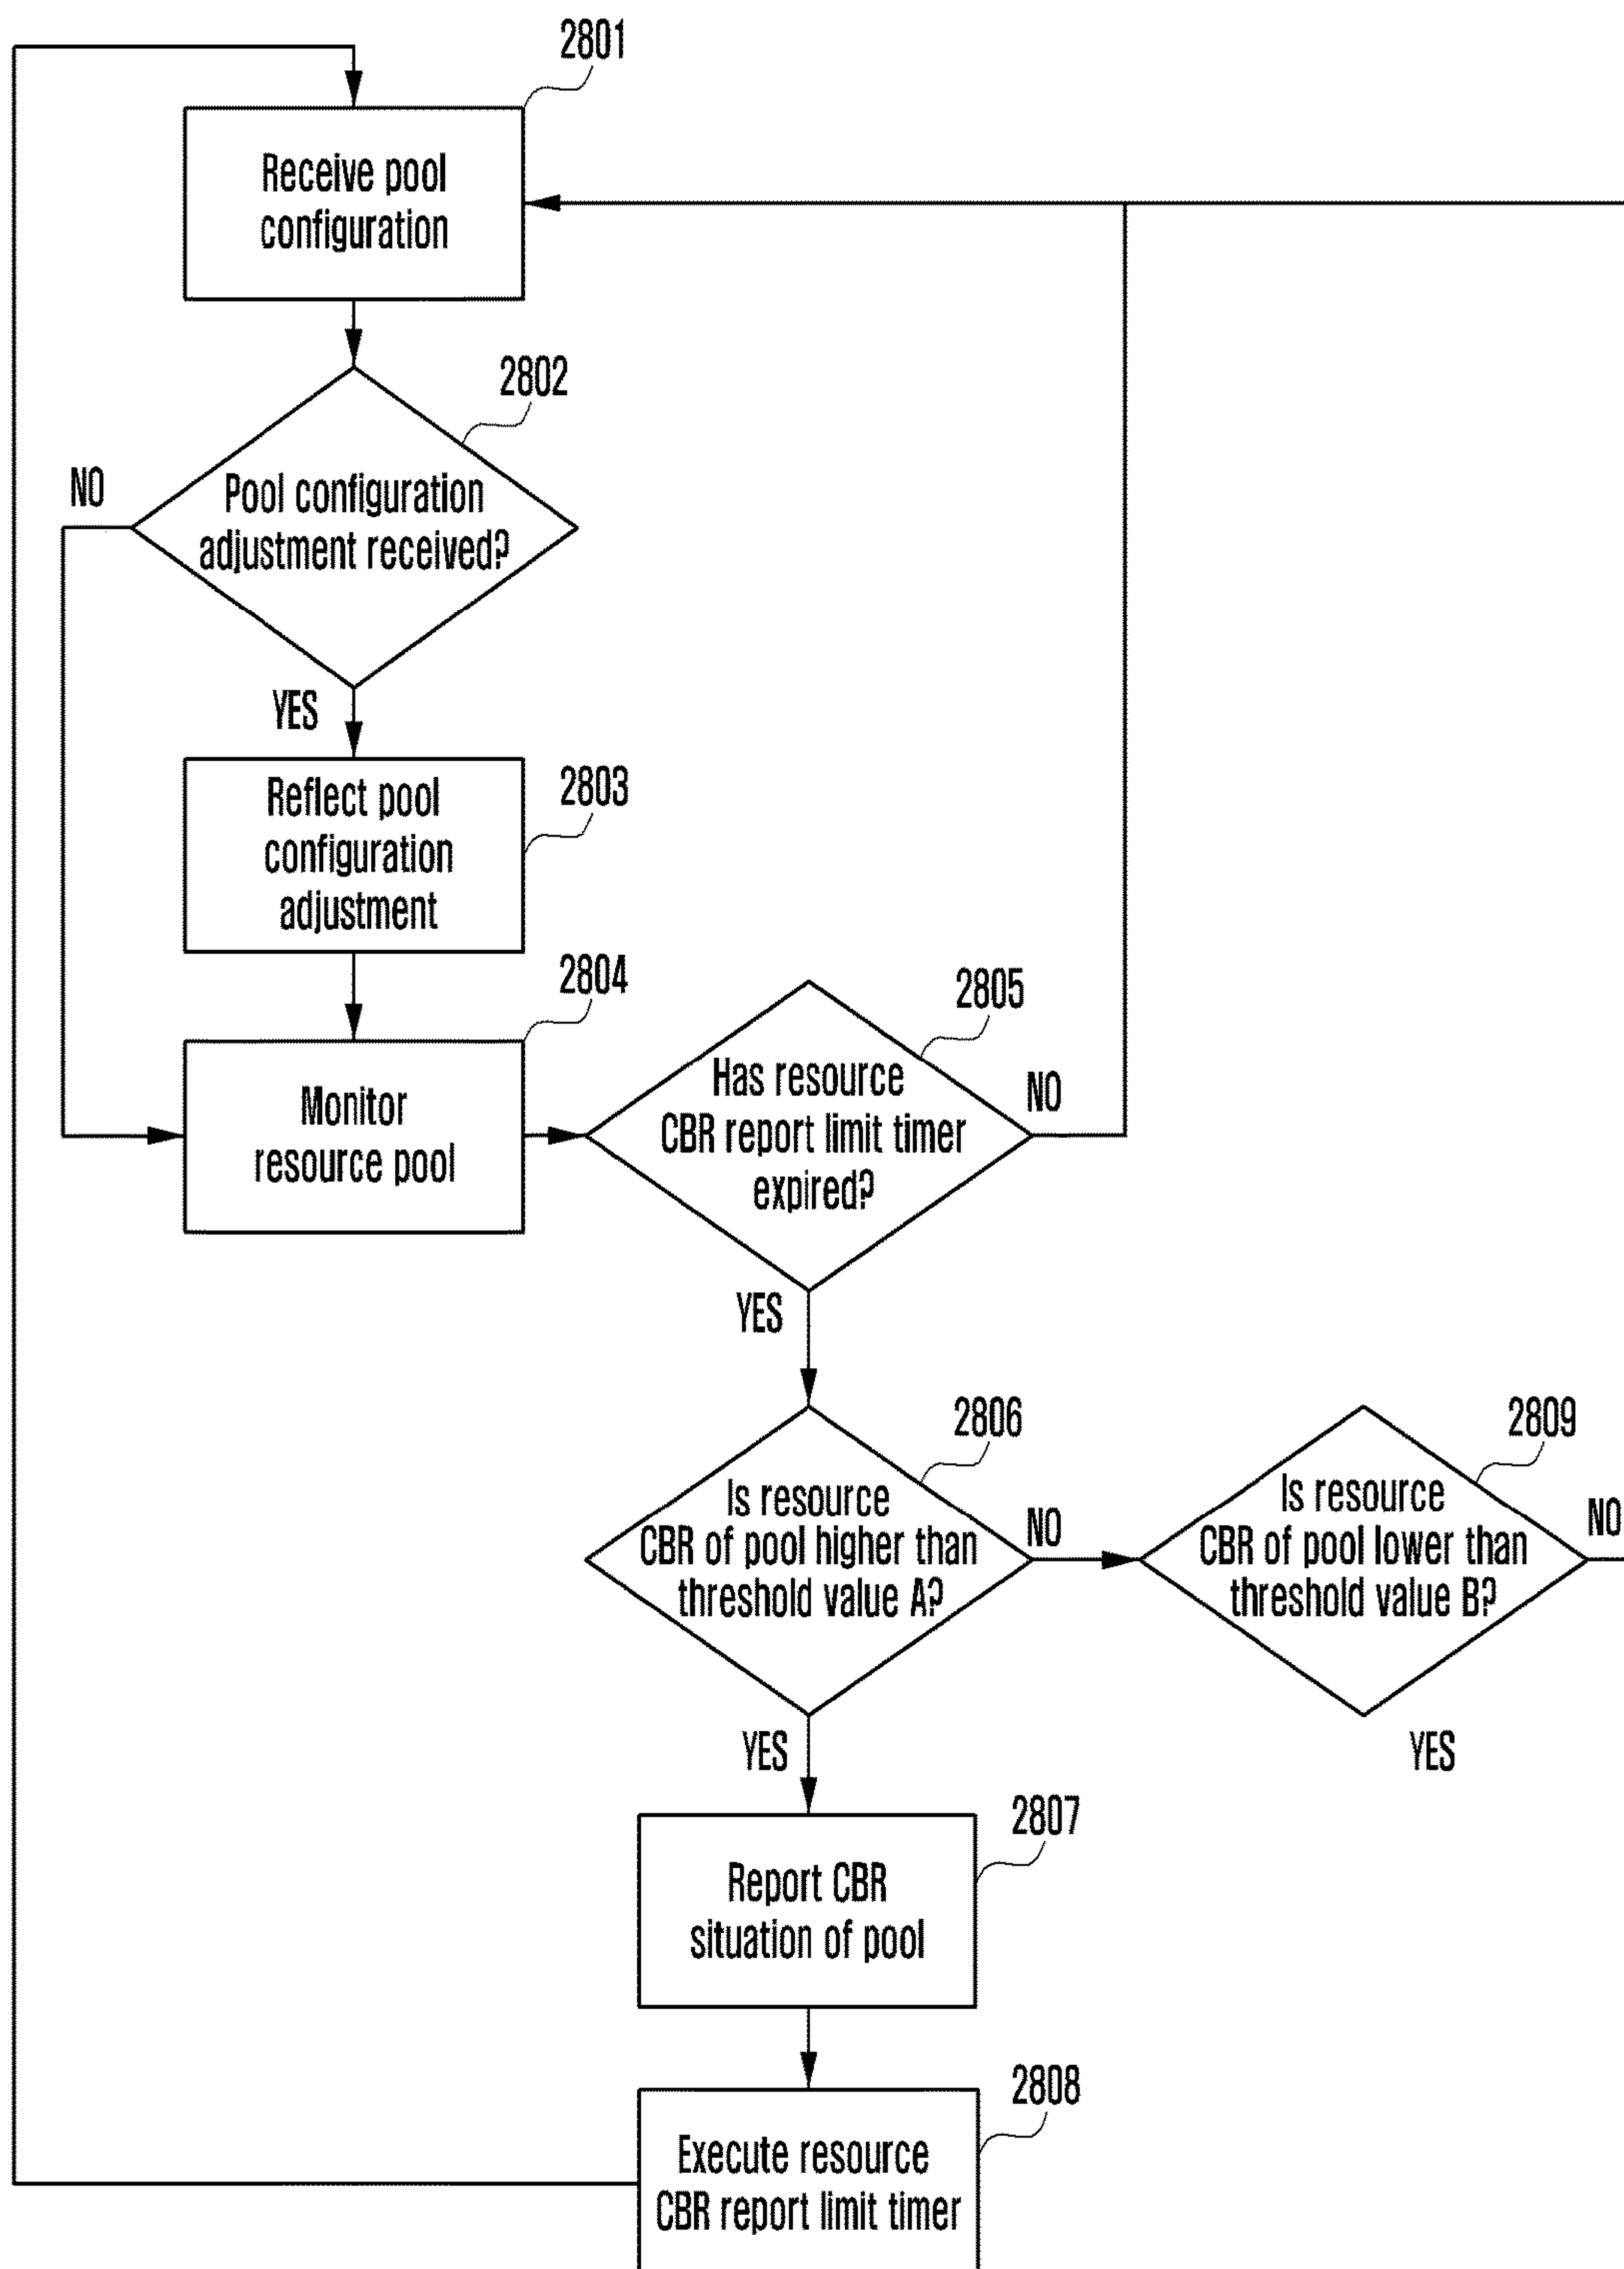 2801
Receive pool
configuration
2802
NO
Pool configuration
adjustment received?
YES
2803
Reflect pool
configuration
adjustment
2804
Monitor
resource pool
2805
Has resource
CBR report limit timer
expired?
NO
YES
2806
Is resource
CBR of pool higher than
threshold value A?
NO
2809
Is resource
CBR of pool lower than
threshold value B?
NO
YES
YES
2807
Report CBR
situation of pool
2808
Execute resource
CBR report limit timer